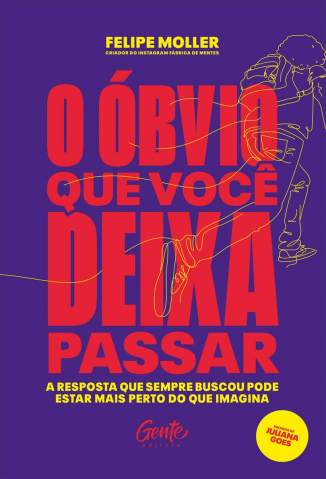 FELIPE MOLLER
CRIADOR DO INSTAGRAM FÁBRICA DE MENTES
O ÓBVIO
QUE VOCÊ
DEIXA
PASSAR
A RESPOSTA QUE SEMPRE BUSCOU PODE
ESTAR MAIS PERTO DO QUE IMAGINA
Gente
EDITORA
JULIANA
GOES